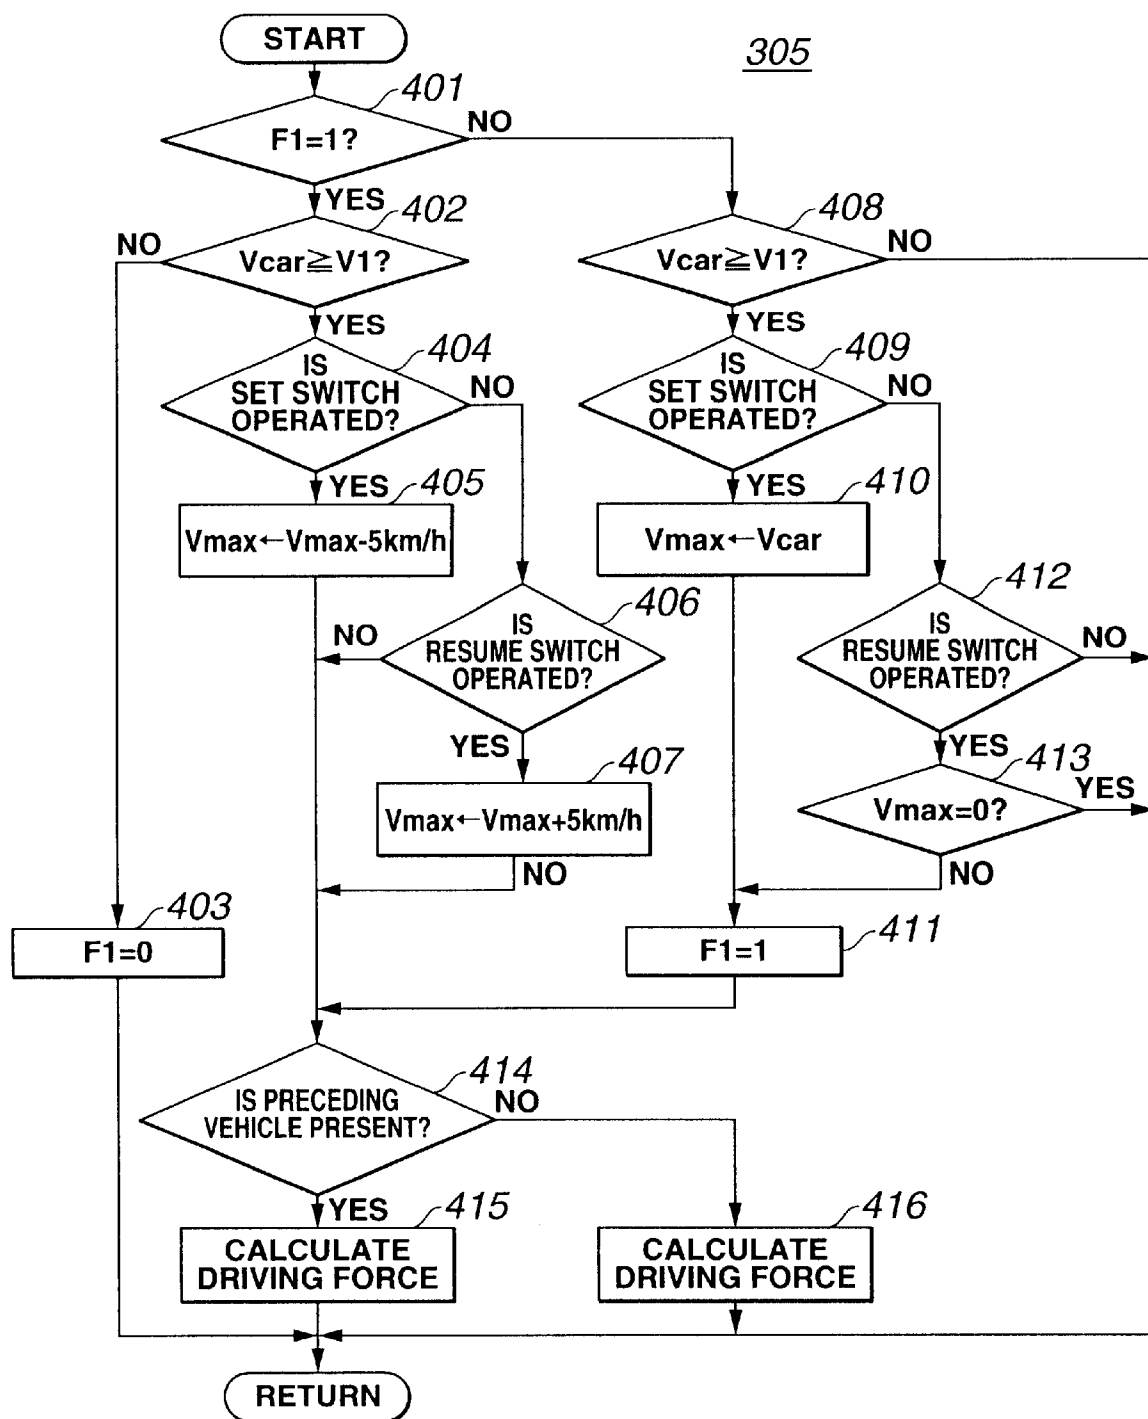 START
305
401
F1=1?
NO
YES
402
408
NO
Vcar≧V1?
Vcar≧V1?
NO
YES
YES
404
409
IS
SET SWITCH
OPERATED?
NO
IS
SET SWITCH
OPERATED?
NO
YES
405
YES
410
Vmax←Vmax-5km/h
Vmax←Vcar
406
412
NO
IS
RESUME SWITCH
OPERATED?
IS
RESUME SWITCH
OPERATED?
NO
YES
407
YES
413
Vmax←Vmax+5km/h
Vmax=0?
YES
NO
NO
403
F1=0
F1=1
411
414
IS PRECEDING
VEHICLE PRESENT?
NO
YES
415
416
CALCULATE
DRIVING FORCE
CALCULATE
DRIVING FORCE
RETURN